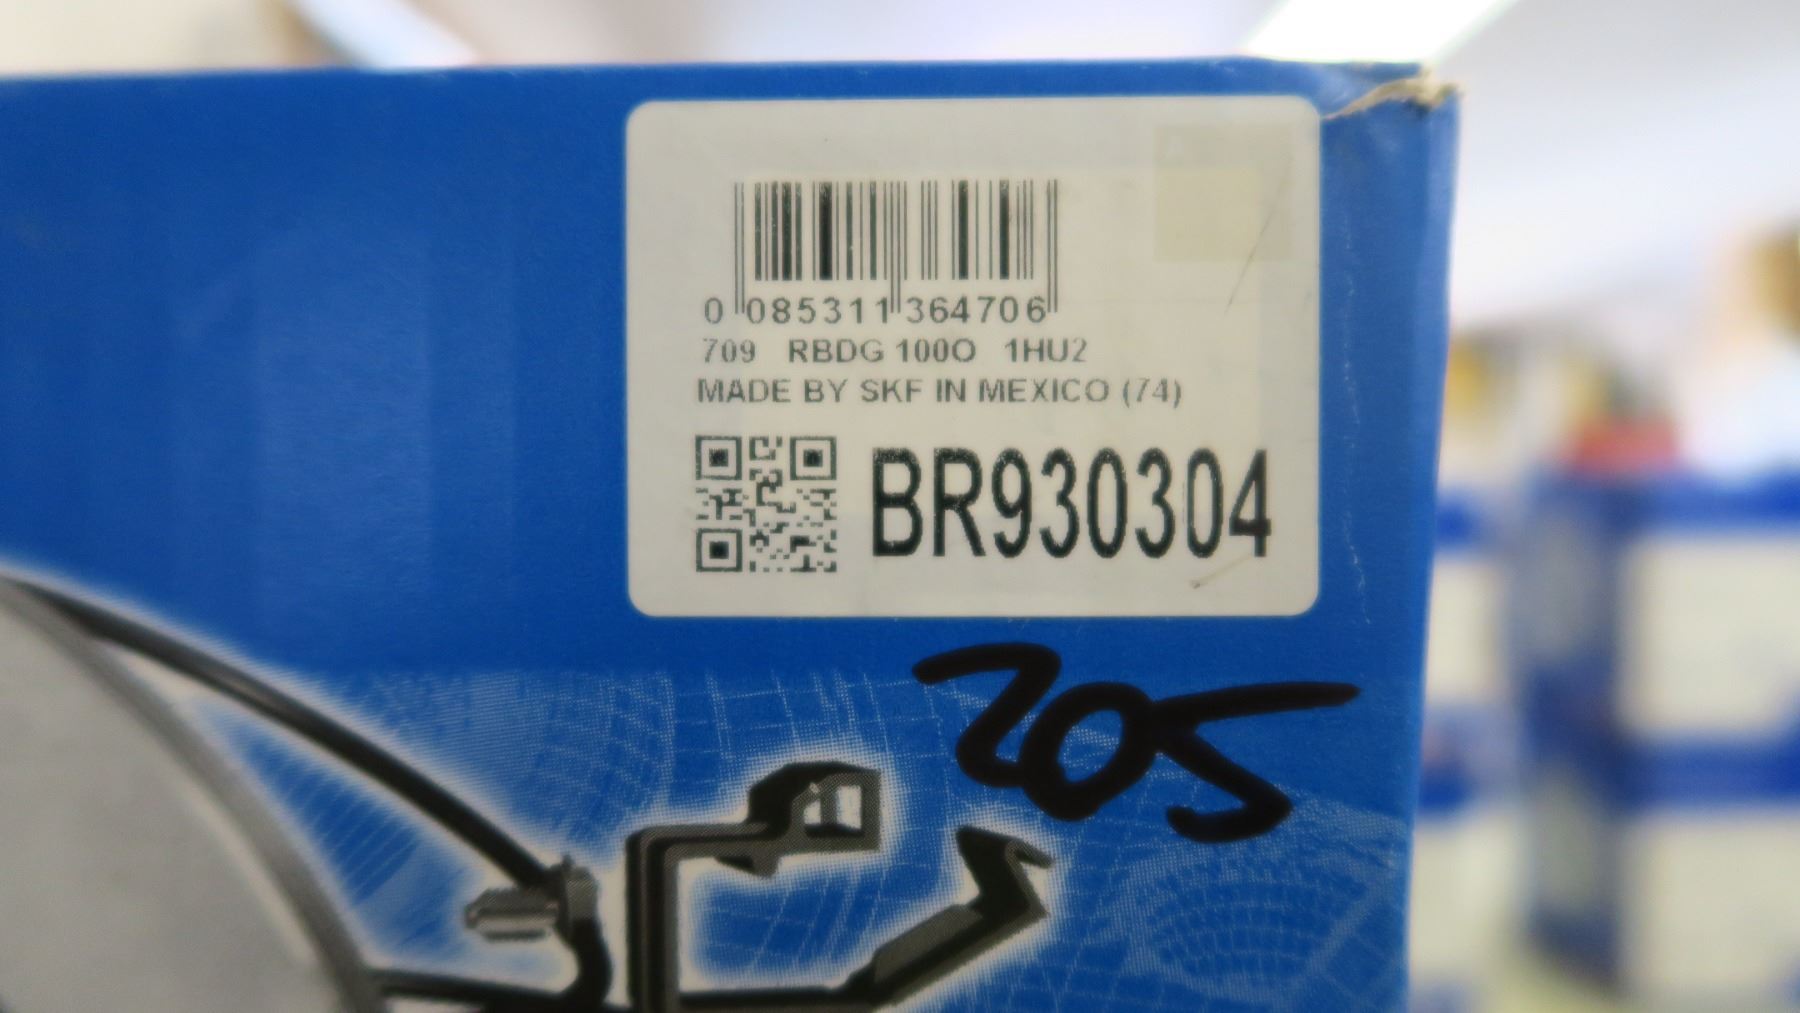 0 085311 364706
709 RBDG 100O 1HU2
MADE BY SKF IN MEXICO (74)
BR930304
205